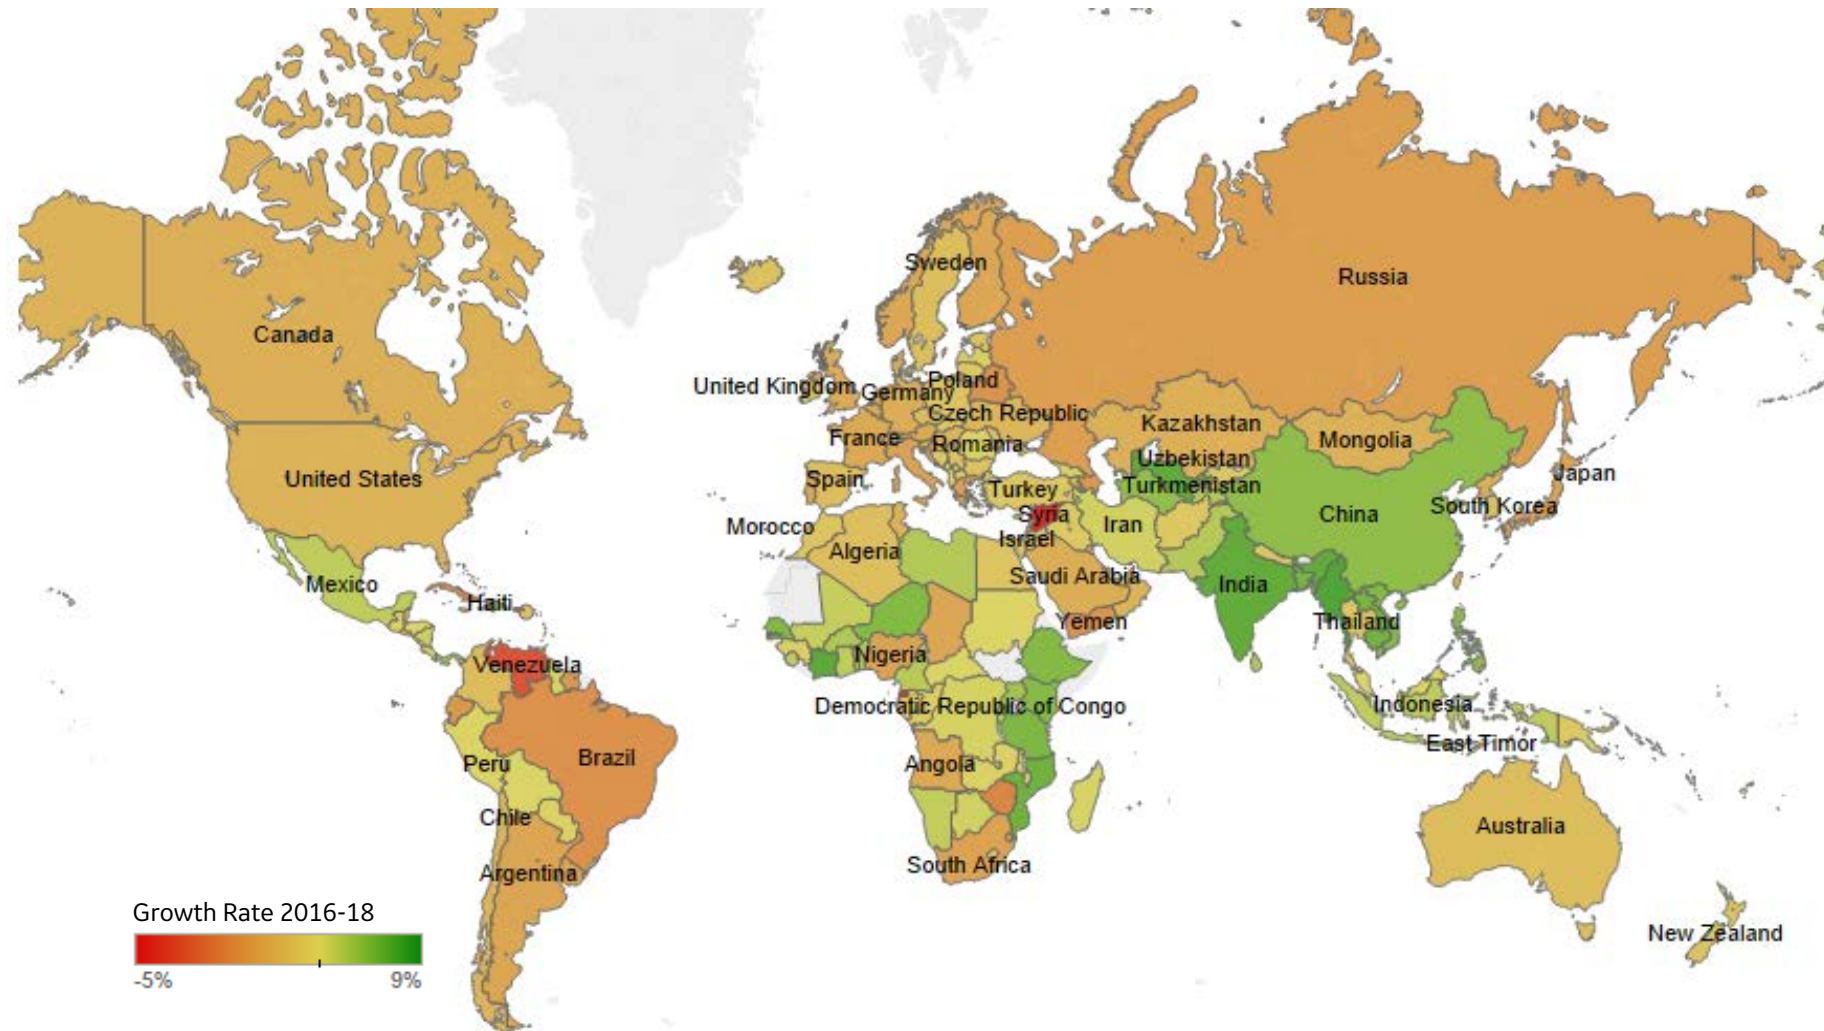 Sweden
Russia
Canada
United Kingdom
Germany
Poland
Czech Republic
France
Romania
Kazakhstan
Mongolia
Uzbekistan
Turkmenistan
Japan
United States
Spain
Turkey
Syria
Iran
China
South Korea
Morocco
Algeria
Israel
Saudi Arabia
India
Mexico
Haiti
Yemen
Thailand
Venezuela
Nigeria
Democratic Republic of Congo
Indonesia
East Timor
Peru
Brazil
Angola
Chile
Australia
South Africa
Argentina
New Zealand
Growth Rate 2016-18
-5%
9%